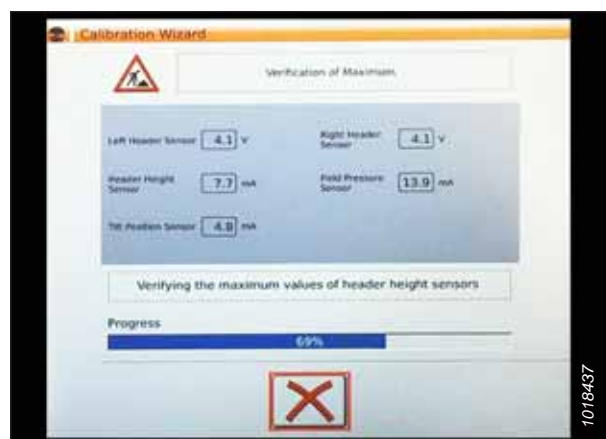 Calibration Wizard
Verification of Maximum
Left Header Sensor 4.1 V
Right Header Sensor 4.1 V
Header Height Sensor 7.7 mA
Field Pressure Sensor 13.9 mA
Tilt Position Sensor 4.8 mA
Verifying the maximum values of header height sensors
Progress
69%
1018437